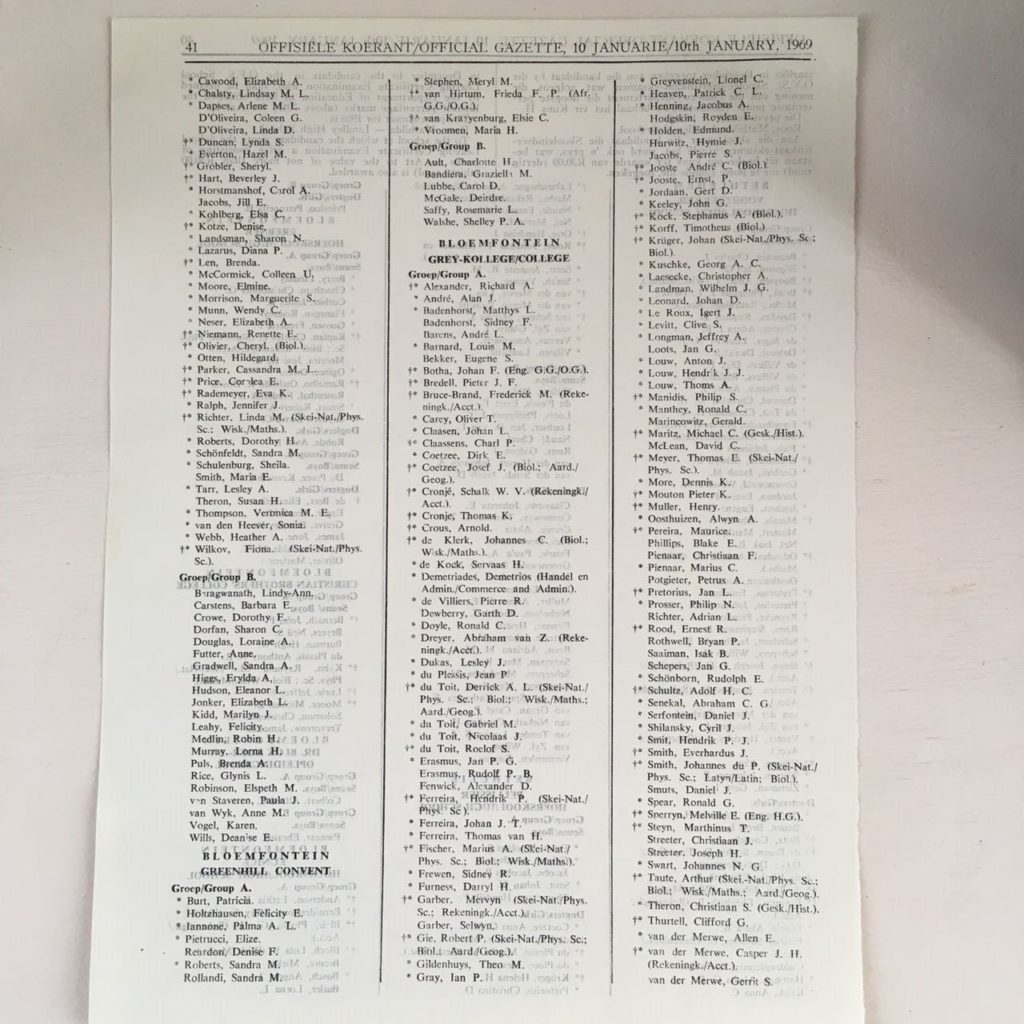 41 OFFISIËLE KOERANT/OFFICIAL GAZETTE, 10 JANUARIE/10th JANUARY, 1969
* Cawood, Elizabeth A.
* Chalsty, Lindsay M. L.
* Dapses, Arlene M. L.
D'Oliveira, Coleen G.
D'Oliveira, Linda D.
†* Duncan, Lynda S.
* Everton, Hazel M.
†* Grobler, Sheryl.
†* Hart, Beverley J.
* Horstmanshof, Carol A.
Jacobs, Jill E.
* Kohlberg, Elsa C.
†* Kotze, Denise.
* Landsman, Sharon N.
* Lazarus, Diana P.
†* Len, Brenda.
* McCormick, Colleen U.
* Moore, Elmine.
* Morrison, Marguerite S.
* Munn, Wendy C.
* Neser, Elizabeth A.
†* Niemann, Renette E.
†* Olivier, Cheryl. (Biol.).
* Otten, Hildegard.
†* Parker, Cassandra M. L.
†* Price, Cornlea E.
†* Rademeyer, Eva K.
* Ralph, Jennifer J.
†* Richter, Linda M. (Skei-Nat./Phys.
Sc.; Wisk./Maths.).
* Roberts, Dorothy H.
* Schönfeldt, Sandra M.
* Schulenburg, Sheila.
Smith, Maria E.
* Tarr, Lesley A.
Theron, Susan H.
* Thompson, Veronica M. E.
* van den Heever, Sonia.
* Webb, Heather A.
†* Wilkov, Fiona. (Skei-Nat./Phys.
Sc.).
Groep/Group B.
Baragwanath, Lindy-Ann.
Carstens, Barbara E.
Crowe, Dorothy F.
Dorfan, Sharon C.
Douglas, Loraine A.
Futter, Anne.
Gradwell, Sandra A.
Higgs, Erylda A.
Hudson, Eleanor L.
Jonker, Elizabeth L.
Kidd, Marilyn J.
Leahy, Felicity.
Medlin, Robin H.
Murray, Lorna H.
Puls, Brenda A.
Rice, Glynis L.
Robinson, Elspeth M.
van Staveren, Paula J.
van Wyk, Anne M.
Vogel, Karen.
Wills, Deanise E.
BLOEMFONTEIN
GREENHILL CONVENT
Groep/Group A.
* Burt, Patricia.
* Holtzhausen, Felicity E.
* Iannone, Palma A. L.
* Pietrucci, Elize.
Reardon, Denise F.
* Roberts, Sandra M.
Rollandi, Sandra M.
* Stephen, Meryl M.
†* van Hirtum, Frieda F. P. (Afr.
G.G./O.G.).
†* van Kraayenburg, Elsie C.
* Vroomen, Maria H.
Groep/Group B.
Ault, Charlotte H.
Bandiera, Graziella M.
Lubbe, Carol D.
McGale, Deirdre.
Saffy, Rosemarie L.
Walshe, Shelley P. A.
BLOEMFONTEIN
GREY-KOLLEGE/COLLEGE
Groep/Group A.
†* Alexander, Richard A.
* André, Alan J.
* Badenhorst, Matthys L.
Badenhorst, Sidney F.
Barens, André L.
* Barnard, Louis M.
Bekker, Eugene S.
†* Botha, Johan F. (Eng. G.G./O.G.).
†* Bredell, Pieter J. F.
†* Bruce-Brand, Frederick M. (Reke-
ningk./Acct.).
* Carey, Oliver T.
* Claasen, Johan L.
†* Claassens, Charl P.
* Coetzee, Dirk E.
†* Coetzee, Josef J. (Biol.; Aard./
Geog.).
†* Cronjé, Schalk W. V. (Rekeningk./
Acct.).
†* Cronje, Thomas K.
†* Crous, Arnold.
†* de Klerk, Johannes C. (Biol.;
Wisk./Maths.).
* de Kock, Servaas H.
* Demetriades, Demetrios (Handel en
Admin./Commerce and Admin.).
* de Villiers, Pierre R.
Dewberry, Garth D.
* Doyle, Ronald C.
* Dreyer, Abraham van Z. (Reke-
ningk./Acct.).
* Dukas, Lesley J.
* du Plessis, Jean P.
†* du Toit, Derrick A. L. (Skei-Nat./
Phys. Sc.; Biol.; Wisk./Maths.;
Aard./Geog.).
* du Toit, Gabriel M.
* du Toit, Nicolaas J.
†* du Toit, Roelof S.
* Erasmus, Jan P. G.
Erasmus, Rudolf P. B.
Fenwick, Alexander D.
†* Ferreira, Hendrik P. (Skei-Nat./
Phys. Sc.).
* Ferreira, Johan J. T.
* Ferreira, Thomas van H.
†* Fischer, Marius A. (Skei-Nat./
Phys. Sc.; Biol.; Wisk./Maths.).
* Frewen, Sidney R.
* Furness, Darryl H.
†* Garber, Mervyn (Skei-Nat./Phys.
Sc.; Rekeningk./Acct.).
Garber, Selwyn.
†* Gie, Robert P. (Skei-Nat./Phys. Sc.;
Biol.; Aard./Geog.).
* Gildenhuys, Theo M.
* Gray, Ian P.
* Greyvenstein, Lionel C.
* Heaven, Patrick C. L.
* Henning, Jacobus A.
Hodgskin, Royden E.
* Holden, Edmund.
Hurwitz, Hymie J.
Jacobs, Pierre S.
†* Jooste André C. (Biol.).
†* Jooste, Ernst, P.
* Jordaan, Gert D.
* Keeley, John G.
†* Kock, Stephanus A. (Biol.).
†* Korff, Timotheus (Biol.)
†* Krüger, Johan (Skei-Nat./Phys. Sc.;
Biol.).
* Kuschke, Georg A. C.
* Laesecke, Christopher A.
* Landman, Wilhelm J. G.
* Leonard, Johan D.
* Le Roux, Igert J.
* Levitt, Clive S.
* Longman, Jeffrey A.
Loots, Jan G.
* Louw, Anton J.
* Louw, Hendrik J. J.
* Louw, Thoms A.
†* Manidis, Philip S.
* Manthey, Ronald C.
Marincowitz, Gerald.
†* Maritz, Michael C. (Gesk./Hist.).
McLean, David C.
†* Meyer, Thomas E. (Skei-Nat./
Phys. Sc.).
* More, Dennis K.
†* Mouton Pieter K.
†* Muller, Henry.
* Oosthuizen, Alwyn A.
†* Pereira, Maurice.
Phillips, Blake E.
Pienaar, Christiaan F.
* Pienaar, Marius C.
Potgieter, Petrus A.
†* Pretorius, Jan L.
* Prosser, Philip N.
Richter, Adrian L.
†* Rood, Ernest R.
Rothwell, Bryan P.
Saaiman, Isak B.
Schepers, Jan G.
* Schönborn, Rudolph E.
†* Schultz, Adolf H. C.
* Senekal, Abraham C. G.
* Serfontein, Daniel J.
* Shilansky, Cyril J.
* Smit, Hendrik P. J.
†* Smith, Everhardus J.
†* Smith, Johannes du P. (Skei-Nat./
Phys. Sc.; Latyn/Latin; Biol.).
Smuts, Daniel J.
* Spear, Ronald G.
†* Sperryn, Melville E. (Eng. H.G.).
†* Steyn, Marthinus T.
Streeter, Christiaan J.
Streeter, Joseph H.
* Swart, Johannes N. G.
†* Taute, Arthur (Skei.-Nat./Phys. Sc.;
Biol.; Wisk./Maths.; Aard./Geog.).
* Theron, Christiaan S. (Gesk./Hist.).
†* Thurtell, Clifford G.
* van der Merwe, Allen E.
†* van der Merwe, Casper J. H.
(Rekeningk./Acct.).
van der Merwe, Gerrit S.